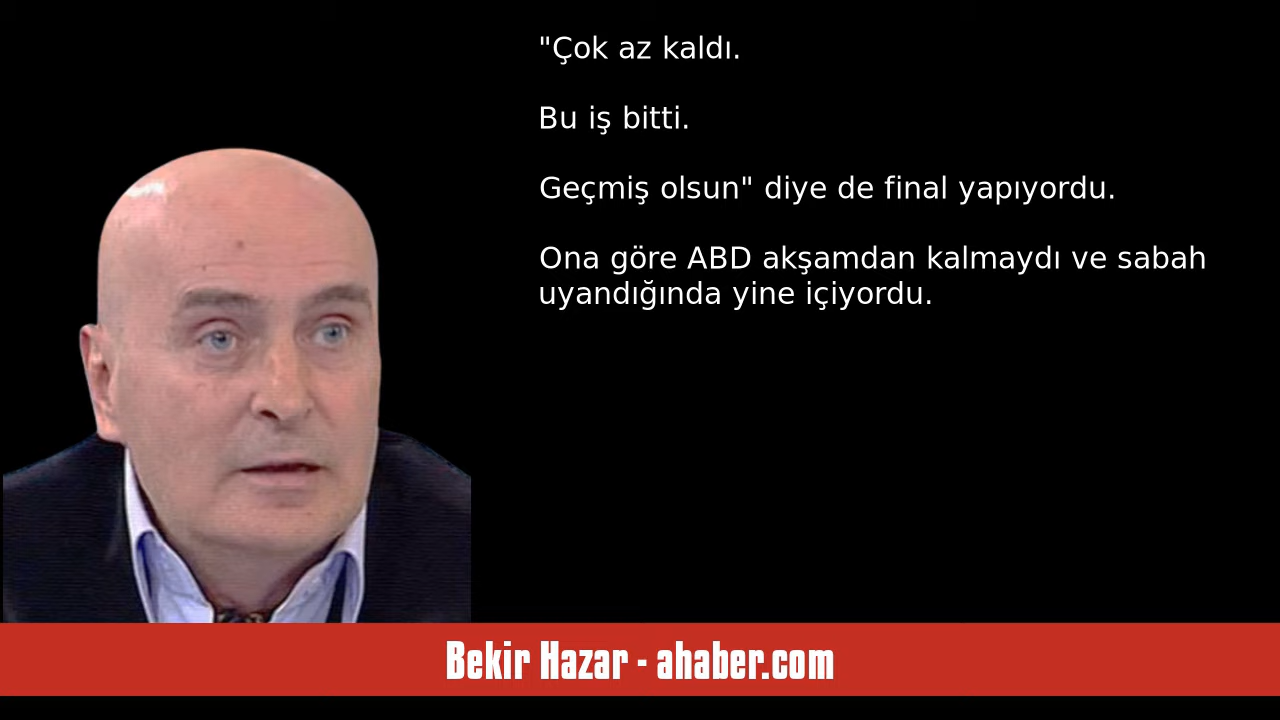 "Çok az kaldı.
Bu iş bitti.
Geçmiş olsun" diye de final yapıyordu.
Ona göre ABD akşamdan kalmaydı ve sabah
uyandığında yine içiyordu.
Bekir Hazar - ahaber.com